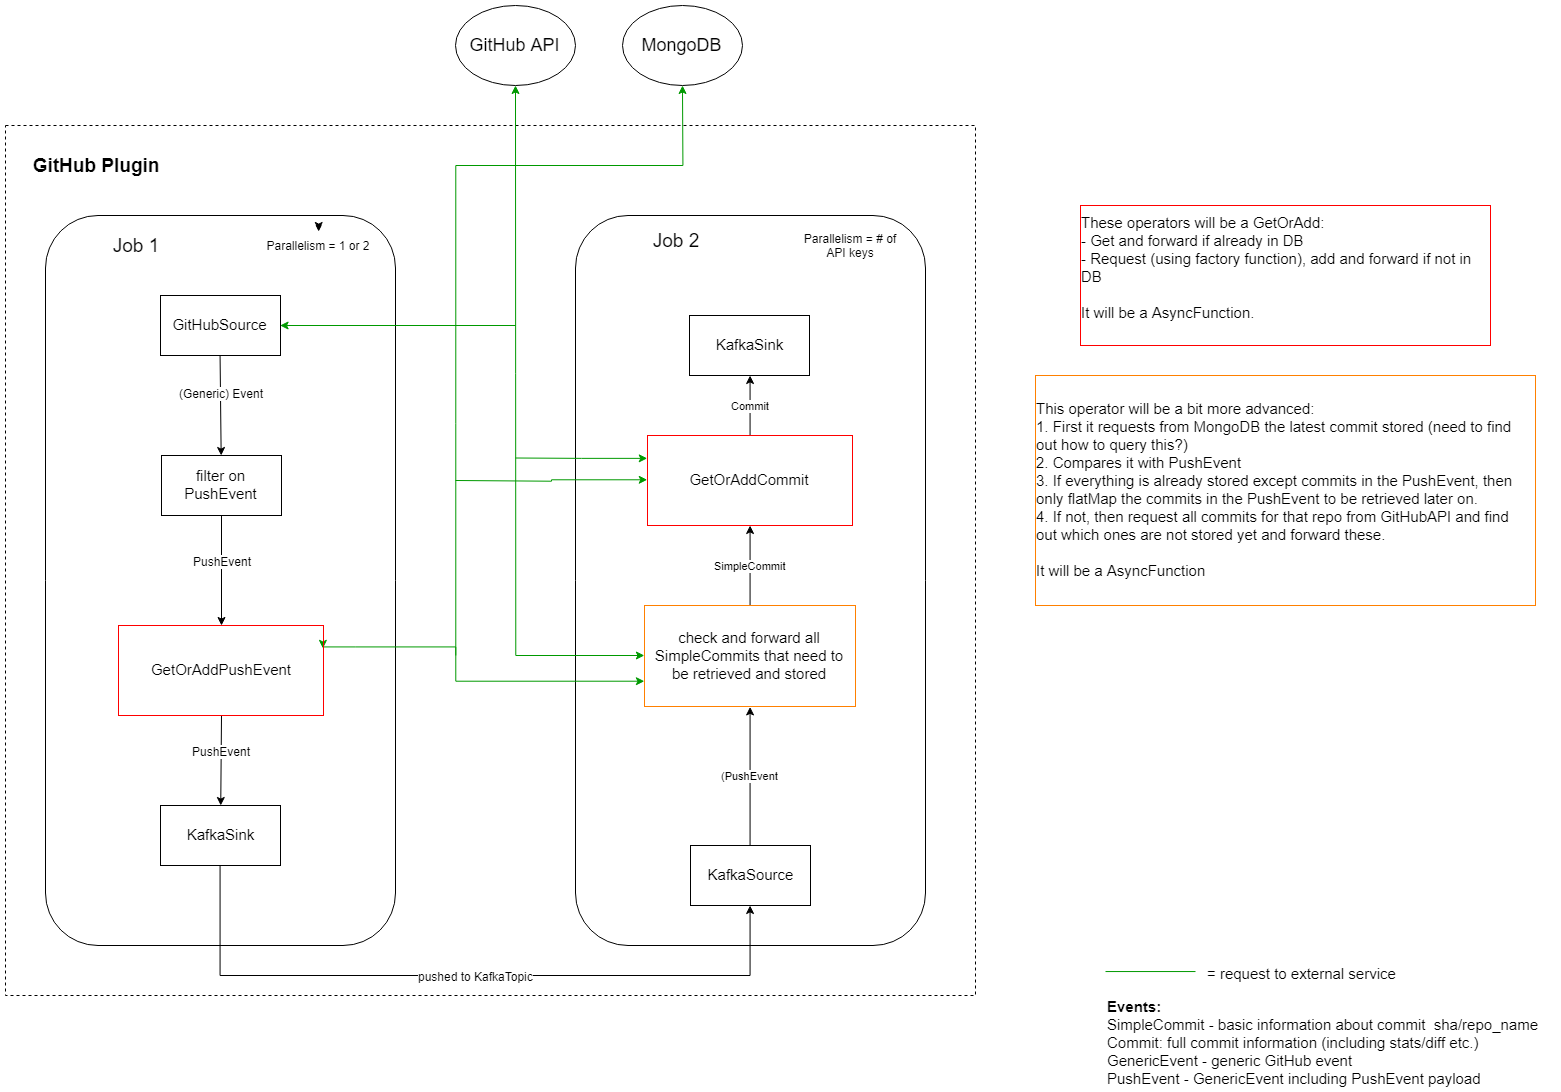 GitHub API
MongoDB
GitHub Plugin
Job 1
Parallelism = 1 or 2
GitHubSource
(Generic) Event
filter on
PushEvent
PushEvent
GetOrAddPushEvent
PushEvent
KafkaSink
pushed to KafkaTopic
Job 2
Parallelism = # of
API keys
KafkaSink
Commit
GetOrAddCommit
SimpleCommit
check and forward all
SimpleCommits that need to
be retrieved and stored
(PushEvent
KafkaSource
These operators will be a GetOrAdd:
- Get and forward if already in DB
- Request (using factory function), add and forward if not in
DB
It will be a AsyncFunction.
This operator will be a bit more advanced:
1. First it requests from MongoDB the latest commit stored (need to find
out how to query this?)
2. Compares it with PushEvent
3. If everything is already stored except commits in the PushEvent, then
only flatMap the commits in the PushEvent to be retrieved later on.
4. If not, then request all commits for that repo from GitHubAPI and find
out which ones are not stored yet and forward these.
It will be a AsyncFunction
= request to external service
Events:
SimpleCommit - basic information about commit sha/repo_name
Commit: full commit information (including stats/diff etc.)
GenericEvent - generic GitHub event
PushEvent - GenericEvent including PushEvent payload